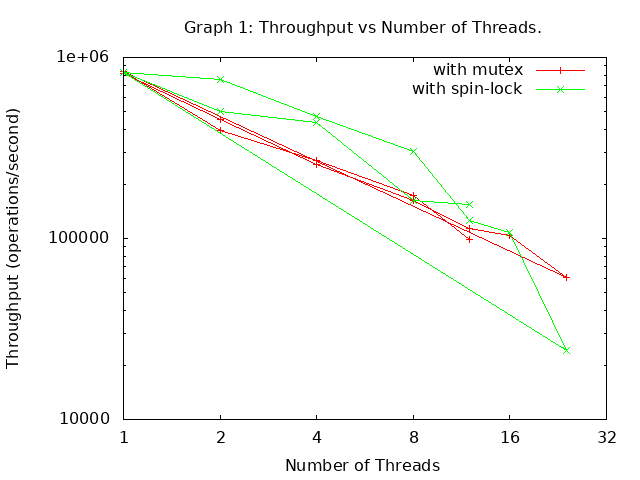 Graph 1: Throughput vs Number of Threads.
1e+06
with mutex
with spin-lock
100000
10000
Throughput (operations/second)
1 2 4 8 16 32
Number of Threads